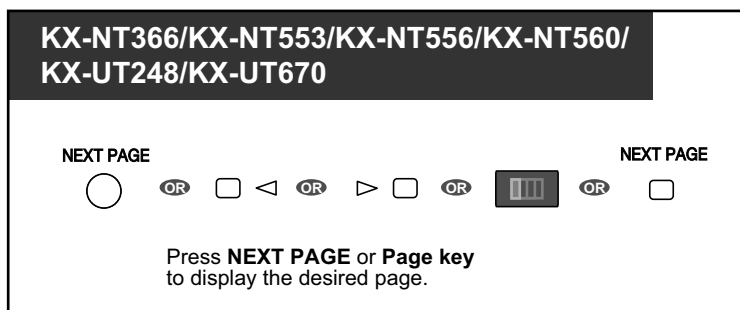 KX-NT366/KX-NT553/KX-NT556/KX-NT560/
KX-UT248/KX-UT670
NEXT PAGE
NEXT PAGE
OR OR OR OR
Press NEXT PAGE or Page key
to display the desired page.